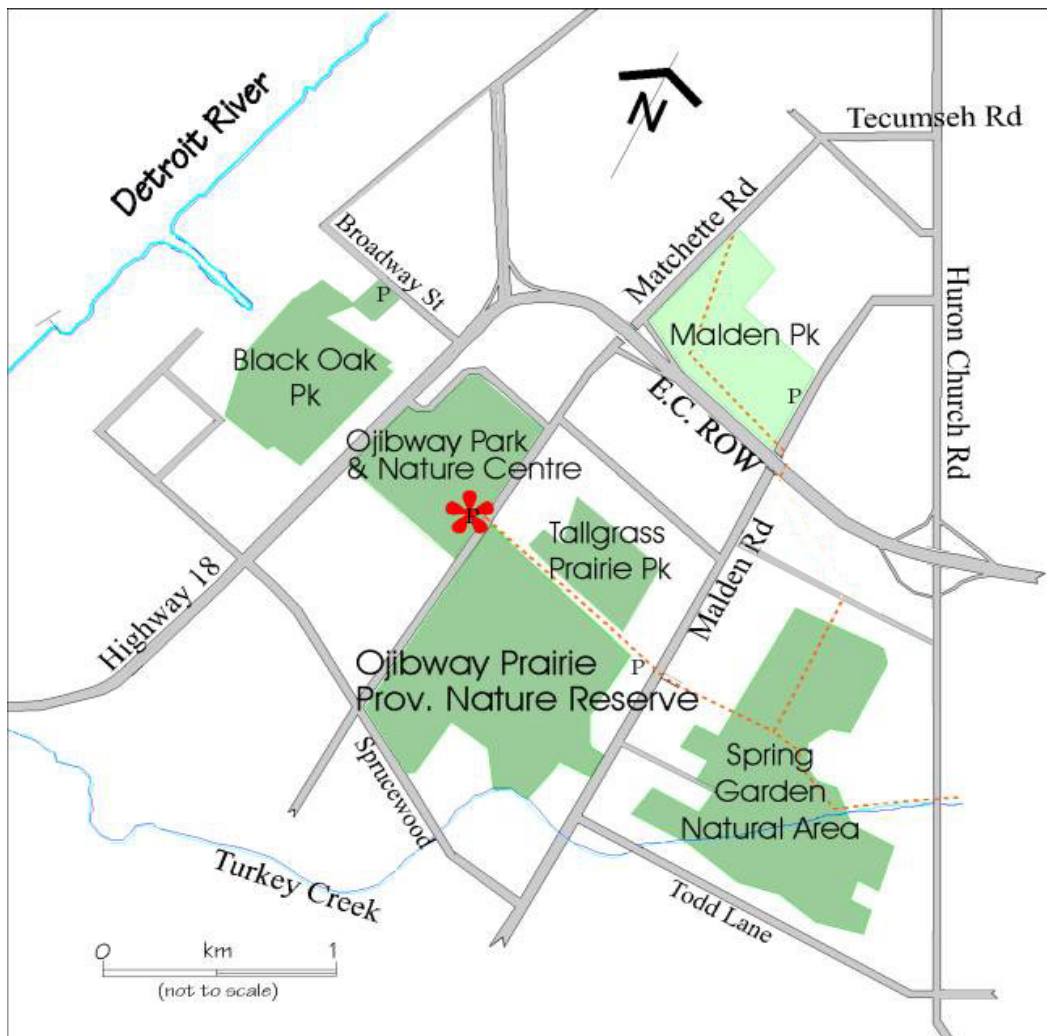 Detroit River
N
Tecumseh Rd
Matchette Rd
Broadway St
P
Huron Church Rd
Malden Pk
Black Oak
Pk
P
E.C. ROW
Ojibway Park
& Nature Centre
P
Tallgrass
Prairie Pk
Malden Rd
Highway 18
Ojibway Prairie
Prov. Nature Reserve
P
Sprucewood
Spring
Garden
Natural Area
Turkey Creek
Todd Lane
0 km 1
(not to scale)